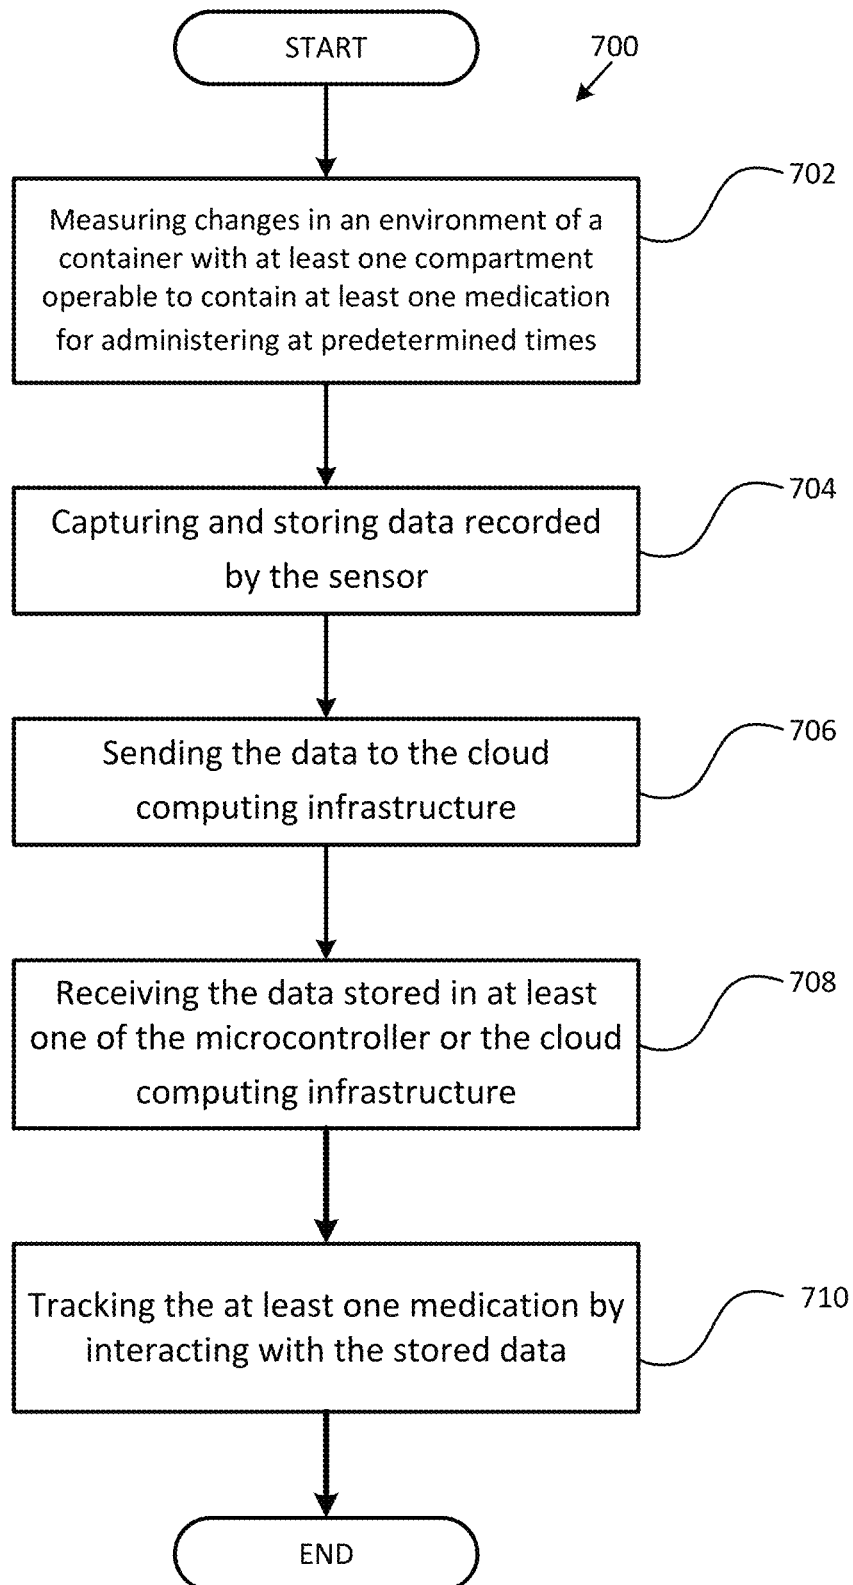 START
700
702
Measuring changes in an environment of a
container with at least one compartment
operable to contain at least one medication
for administering at predetermined times
704
Capturing and storing data recorded
by the sensor
706
Sending the data to the cloud
computing infrastructure
708
Receiving the data stored in at least
one of the microcontroller or the cloud
computing infrastructure
710
Tracking the at least one medication by
interacting with the stored data
END